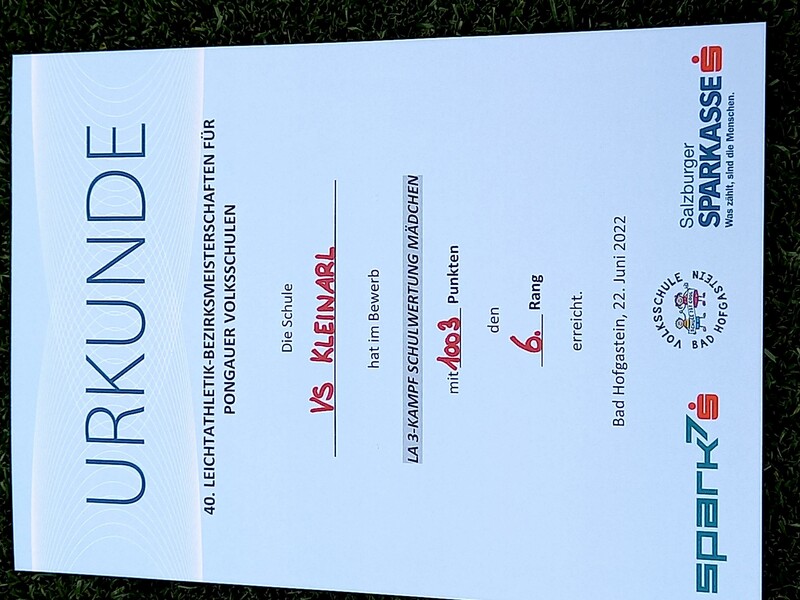 URKUNDE
40. LEICHTATHLETIK-BEZIRKSMEISTERSCHAFTEN FÜR
PONGAUER VOLKSSCHULEN
Die Schule
VS KLEINARL
hat im Bewerb
LA 3-KAMPF SCHULWERTUNG MÄDCHEN
mit 1003 Punkten
den
6. Rang
erreicht.
Bad Hofgastein, 22. Juni 2022
spark7
VOLKSSCHULE
BAD HOFGASTEIN
Salzburger
SPARKASSE
Was zählt, sind die Menschen.